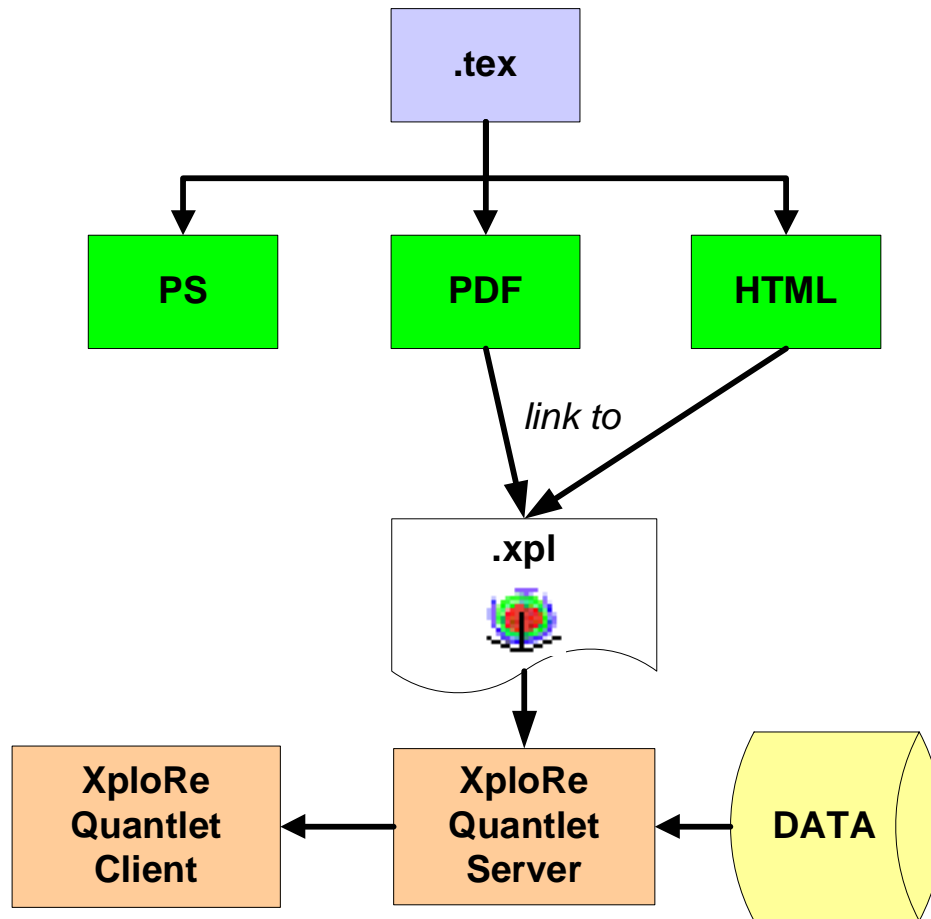 .tex
PS
PDF
HTML
link to
.xpl
XploRe
Quantlet
Client
XploRe
Quantlet
Server
DATA